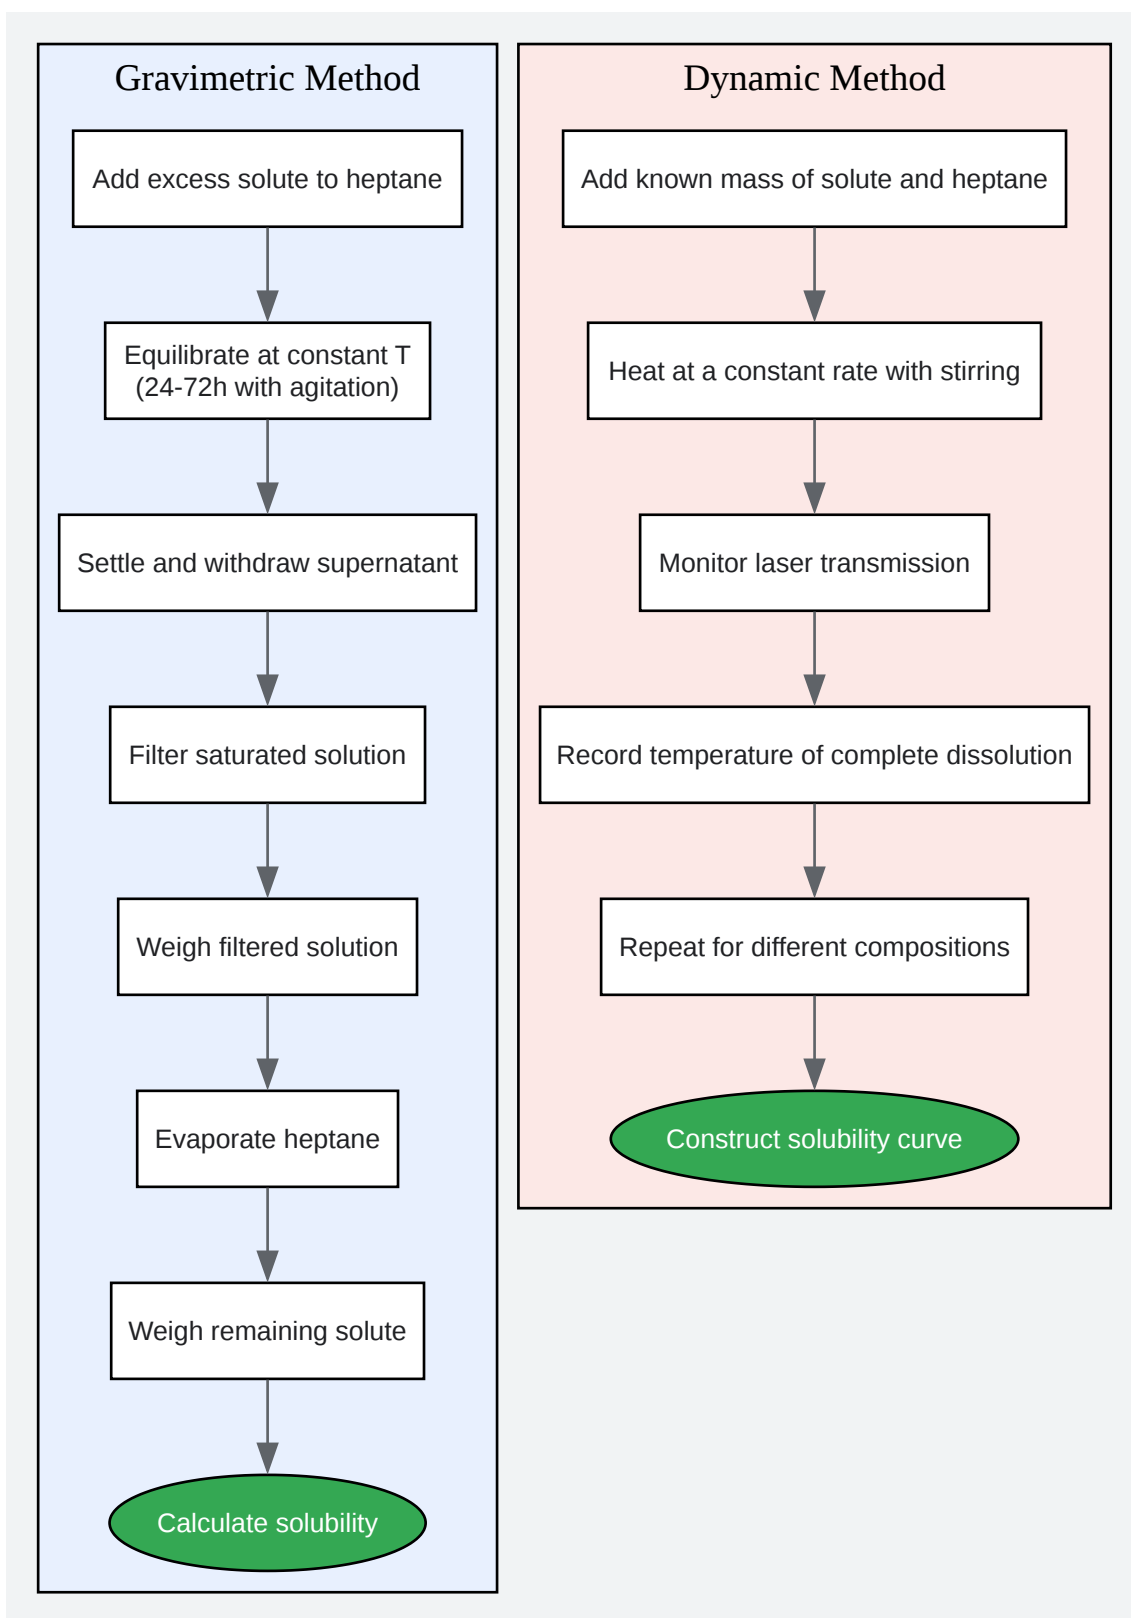 Gravimetric Method
Add excess solute to heptane
Equilibrate at constant T
(24-72h with agitation)
Settle and withdraw supernatant
Filter saturated solution
Weigh filtered solution
Evaporate heptane
Weigh remaining solute
Calculate solubility
Dynamic Method
Add known mass of solute and heptane
Heat at a constant rate with stirring
Monitor laser transmission
Record temperature of complete dissolution
Repeat for different compositions
Construct solubility curve